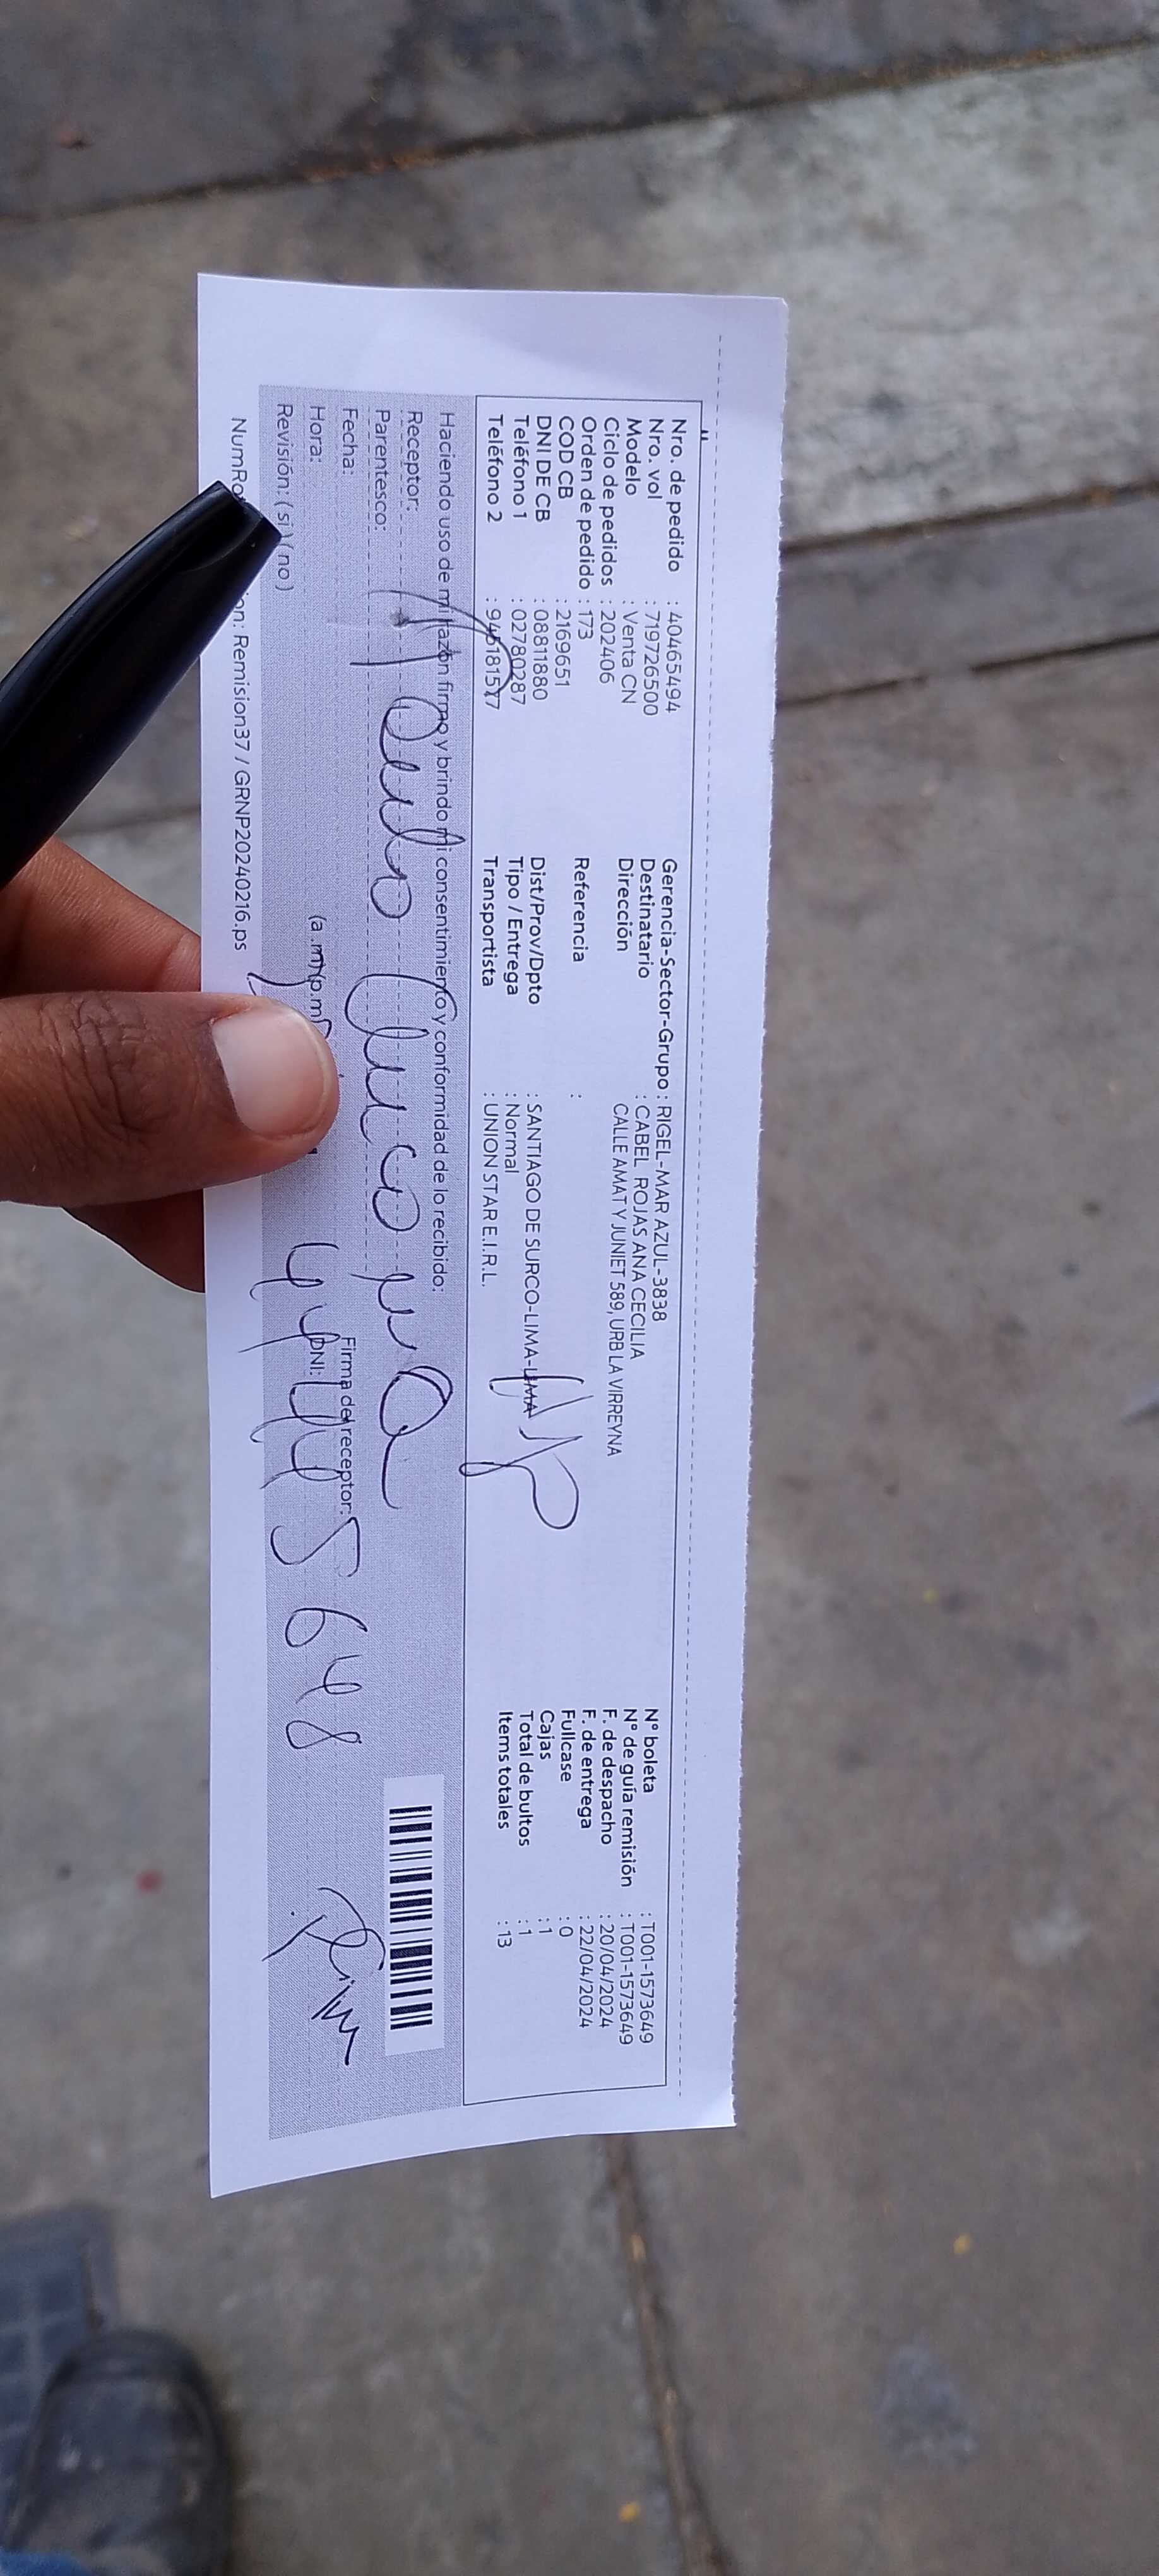 Nro. de pedido : 40465494
Nro. vol : 719726500
Modelo : Venta CN
Ciclo de pedidos : 202406
Orden de pedido : 173
COD CB : 2169651
DNI DE CB : 08811880
Teléfono 1 : 02780287
Teléfono 2
Gerencia-Sector-Grupo : RIGEL-MAR AZUL-3838
Destinatario : CABEL ROJAS ANA CECILIA
Dirección CALLE AMAT Y JUNIET 589, URB LA VIRREYNA
Referencia :
Dist/Prov/Dpto : SANTIAGO DE SURCO-LIMA-LIMA
Tipo / Entrega : Normal
Transportista : UNION STAR E.I.R.L.
N° boleta : T001-1573649
N° de guía remisión : T001-1573649
F. de despacho : 20/04/2024
F. de entrega : 22/04/2024
Fullcase : 0
Cajas : 1
Total de bultos : 1
Items totales : 13
Haciendo uso de mi razón firmo y brindo mi consentimiento y conformidad de lo recibido:
Receptor:
Parentesco:
Fecha: Firma del receptor:
Hora: (a.m) (p.m) DNI: 44445648
Revisión: ( si ) ( no )
Remision37 / GRNP20240216.ps